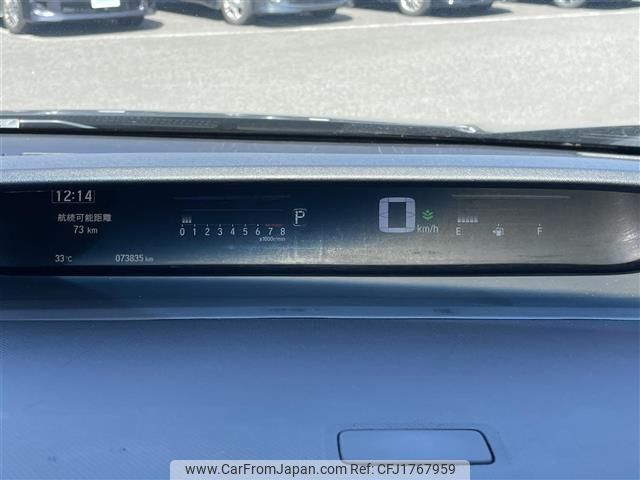 12:14
航続可能距離
73 km
33℃
073835 km
0 1 2 3 4 5 6 7 8
x1000r/min
P
0
km/h
E F
www.CarFromJapan.com - CFJ1767959